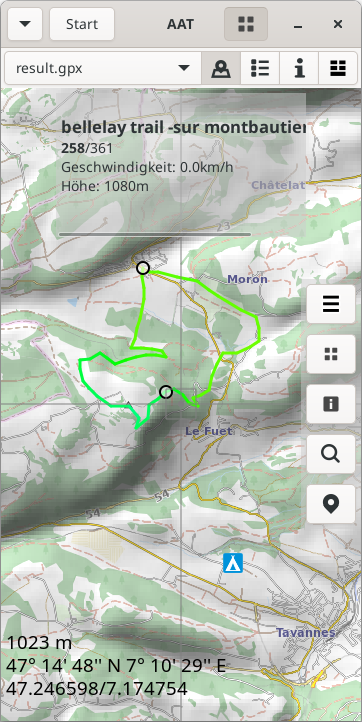 Start
AAT
result.gpx
bellelay trail -sur montbautier
258/361
Geschwindigkeit: 0.0km/h
Höhe: 1080m
Châtelat
23
Moron
Le Fuet
54
54
Tavannes
1023 m
47° 14' 48'' N 7° 10' 29'' E
47.246598/7.174754